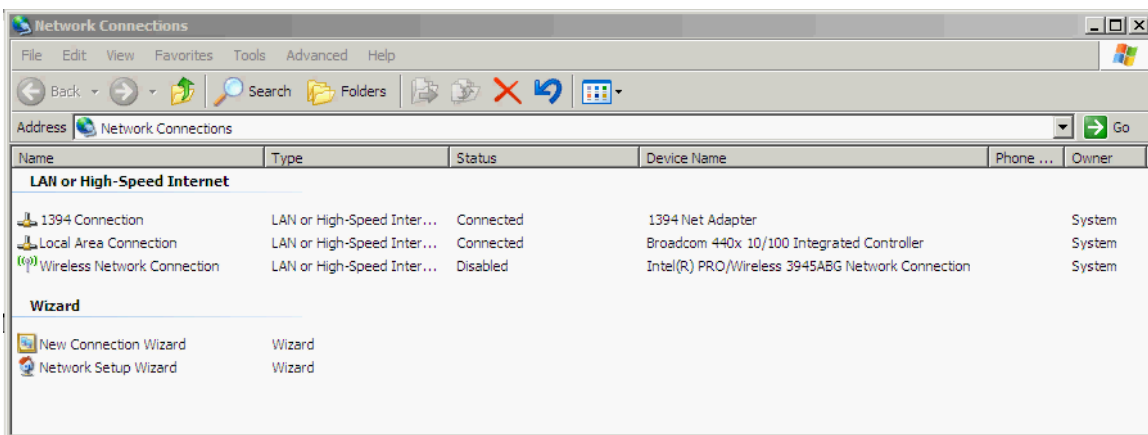 Network Connections
File Edit View Favorites Tools Advanced Help
Back Search Folders
Address Network Connections Go
Name Type Status Device Name Phone ... Owner
LAN or High-Speed Internet
1394 Connection LAN or High-Speed Inter... Connected 1394 Net Adapter System
Local Area Connection LAN or High-Speed Inter... Connected Broadcom 440x 10/100 Integrated Controller System
Wireless Network Connection LAN or High-Speed Inter... Disabled Intel(R) PRO/Wireless 3945ABG Network Connection System
Wizard
New Connection Wizard Wizard
Network Setup Wizard Wizard